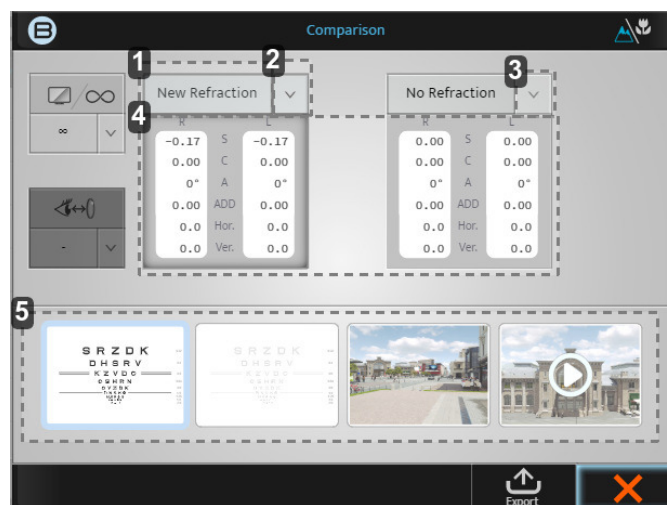 B Comparison
1 2 3
New Refraction No Refraction
4
∞
∞
R L R L
-0.17 S -0.17 0.00 S 0.00
0.00 C 0.00 0.00 C 0.00
0° A 0° 0° A 0°
0.00 ADD 0.00 0.00 ADD 0.00
0.0 Hor. 0.0 0.0 Hor. 0.0
-
0.0 Ver. 0.0 0.0 Ver. 0.0
5
S R Z D K S R Z D K
D H S R V D H S R V
K Z V D C K Z V D C
Export